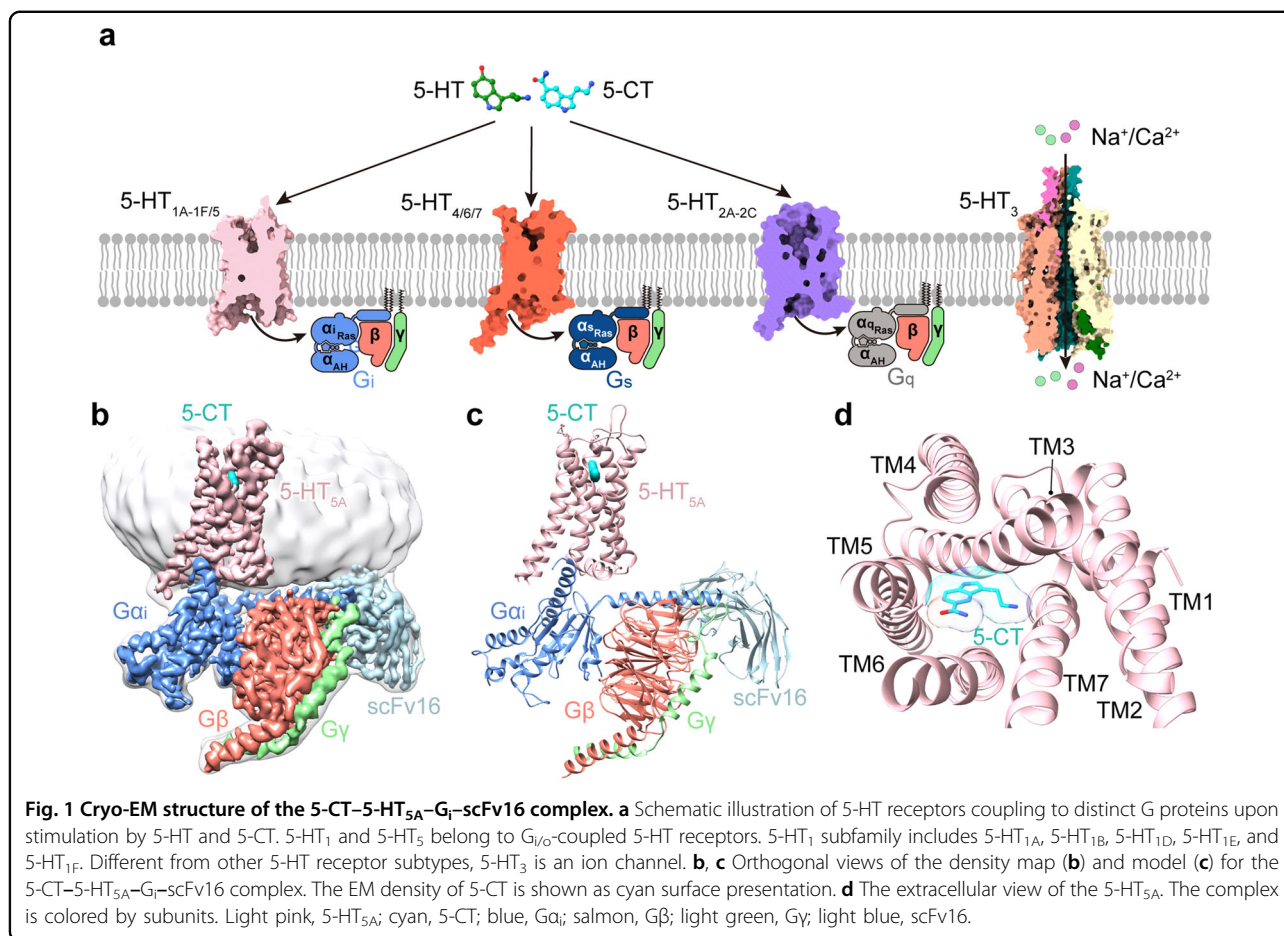 a
5-HT 5-CT
Na⁺/Ca²⁺
5-HT₁A-1F/5 5-HT₄/₆/₇ 5-HT₂A-2C 5-HT₃
αi Ras β γ αs Ras β γ αq Ras β γ
αAH αAH αAH
Gi Gs Gq Na⁺/Ca²⁺
b c d
5-CT 5-CT
TM3
TM4
5-HT₅A 5-HT₅A
TM5
Gαi Gαi TM1
5-CT
TM6
TM7
Gβ Gγ scFv16 Gβ Gγ scFv16 TM2
Fig. 1 Cryo-EM structure of the 5-CT–5-HT₅A–Gᵢ–scFv16 complex. a Schematic illustration of 5-HT receptors coupling to distinct G proteins upon
stimulation by 5-HT and 5-CT. 5-HT₁ and 5-HT₅ belong to Gi/o-coupled 5-HT receptors. 5-HT₁ subfamily includes 5-HT₁A, 5-HT₁B, 5-HT₁D, 5-HT₁E, and
5-HT₁F. Different from other 5-HT receptor subtypes, 5-HT₃ is an ion channel. b, c Orthogonal views of the density map (b) and model (c) for the
5-CT–5-HT₅A–Gᵢ–scFv16 complex. The EM density of 5-CT is shown as cyan surface presentation. d The extracellular view of the 5-HT₅A. The complex
is colored by subunits. Light pink, 5-HT₅A; cyan, 5-CT; blue, Gαᵢ; salmon, Gβ; light green, Gγ; light blue, scFv16.